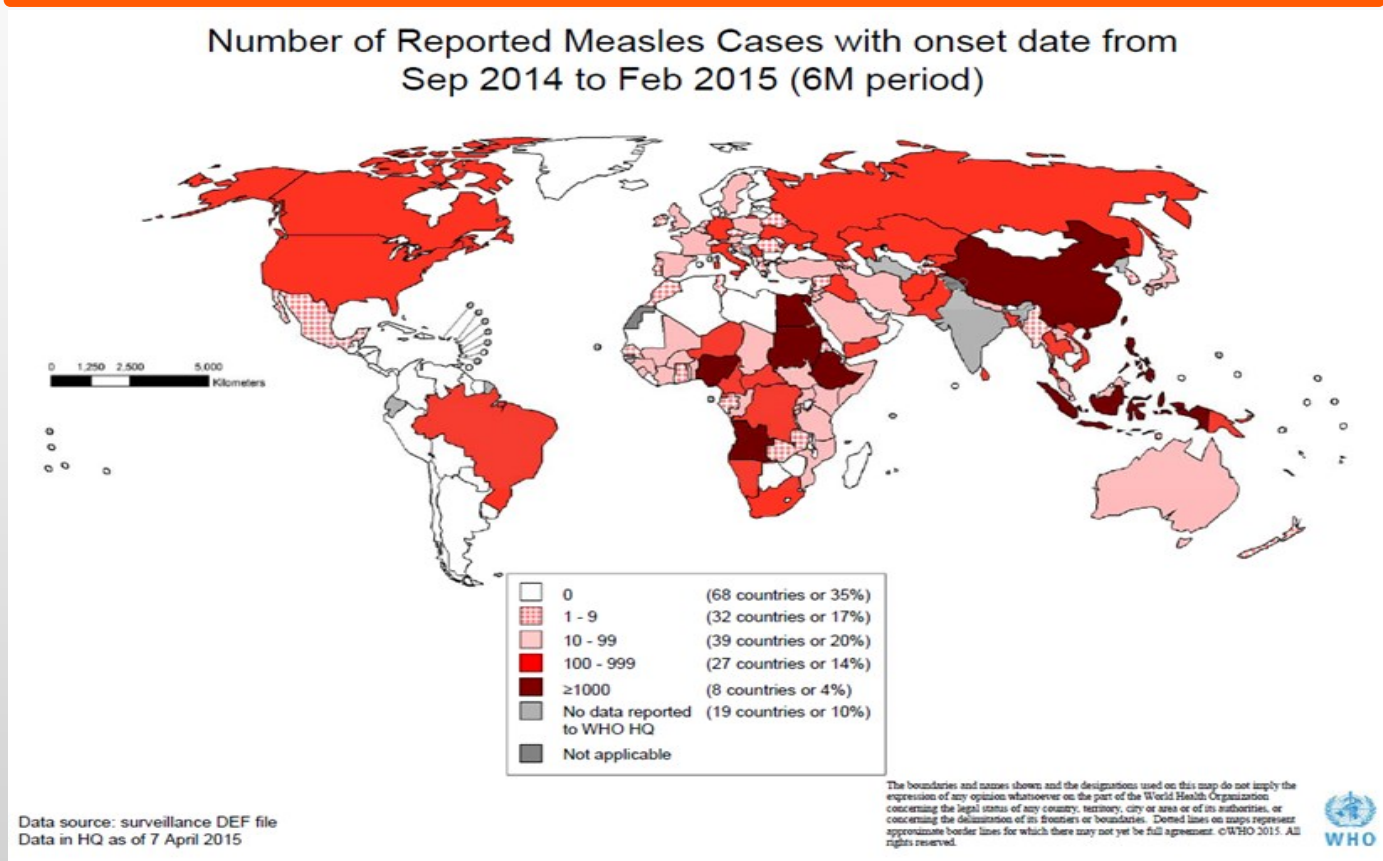 Number of Reported Measles Cases with onset date from
Sep 2014 to Feb 2015 (6M period)
0 1,250 2,500 5,000
Kilometers
0 (68 countries or 35%)
1 - 9 (32 countries or 17%)
10 - 99 (39 countries or 20%)
100 - 999 (27 countries or 14%)
≥1000 (8 countries or 4%)
No data reported (19 countries or 10%)
to WHO HQ
Not applicable
The boundaries and names shown and the designations used on this map do not imply the
expression of any opinion whatsoever on the part of the World Health Organization
concerning the legal status of any country, territory, city or area or of its authorities, or
concerning the delimitation of its frontiers or boundaries. Dotted lines on maps represent
approximate border lines for which there may not yet be full agreement. ©WHO 2015. All
rights reserved.
Data source: surveillance DEF file
Data in HQ as of 7 April 2015
WHO